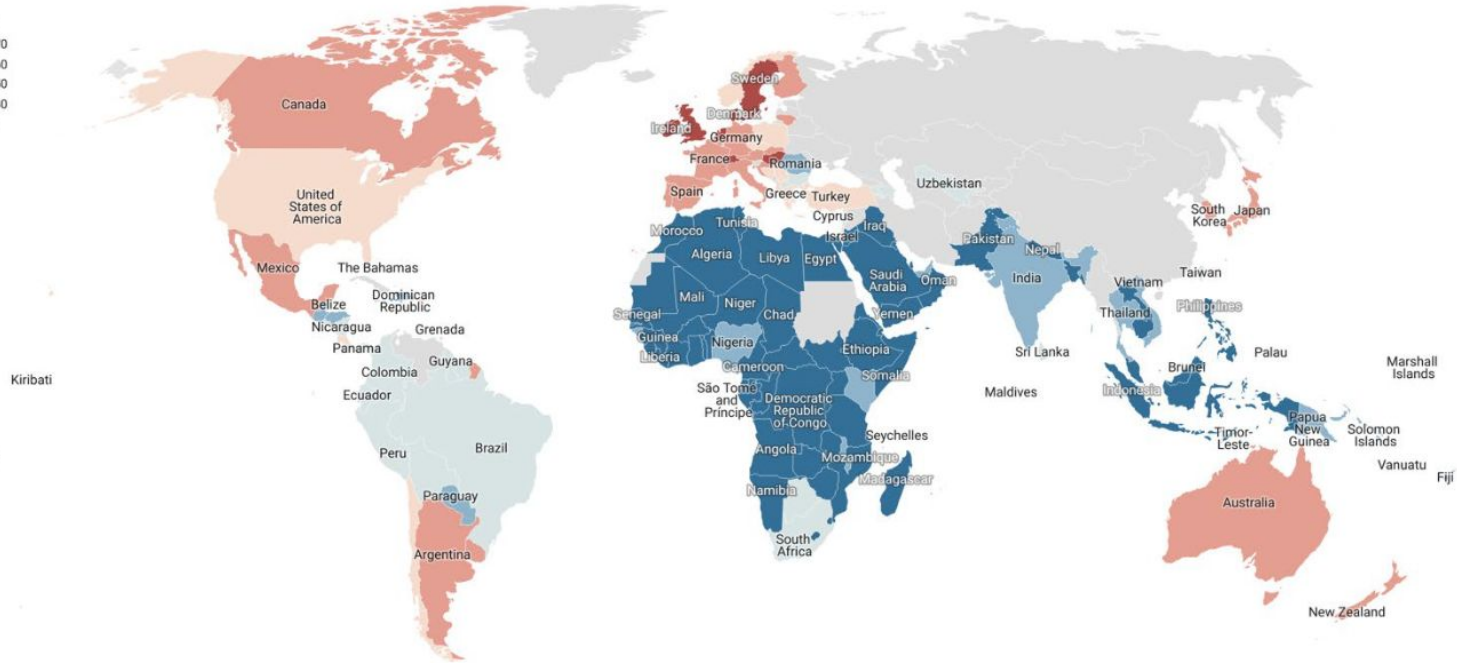 Canada
Sweden
Denmark
Ireland
Germany
France
Romania
Spain
Greece
Turkey
Uzbekistan
South
Korea
Japan
United
States of
America
Cyprus
Morocco
Tunisia
Israel
Iraq
Pakistan
Nepal
Algeria
Libya
Egypt
Mexico
The Bahamas
Saudi
Arabia
Oman
India
Vietnam
Taiwan
Belize
Dominican
Republic
Mali
Niger
Chad
Yemen
Thailand
Philippines
Senegal
Nicaragua
Grenada
Guinea
Nigeria
Ethiopia
Panama
Liberia
Sri Lanka
Palau
Guyana
Colombia
Cameroon
Somalia
Brunei
Marshall
Islands
Kiribati
Ecuador
São Tome
and
Príncipe
Democratic
Republic
of Congo
Maldives
Indonesia
Papua
New
Guinea
Solomon
Islands
Timor-
Leste
Seychelles
Peru
Brazil
Angola
Mozambique
Vanuatu
Fiji
Madagascar
Namibia
Paraguay
Australia
South
Africa
Argentina
New Zealand